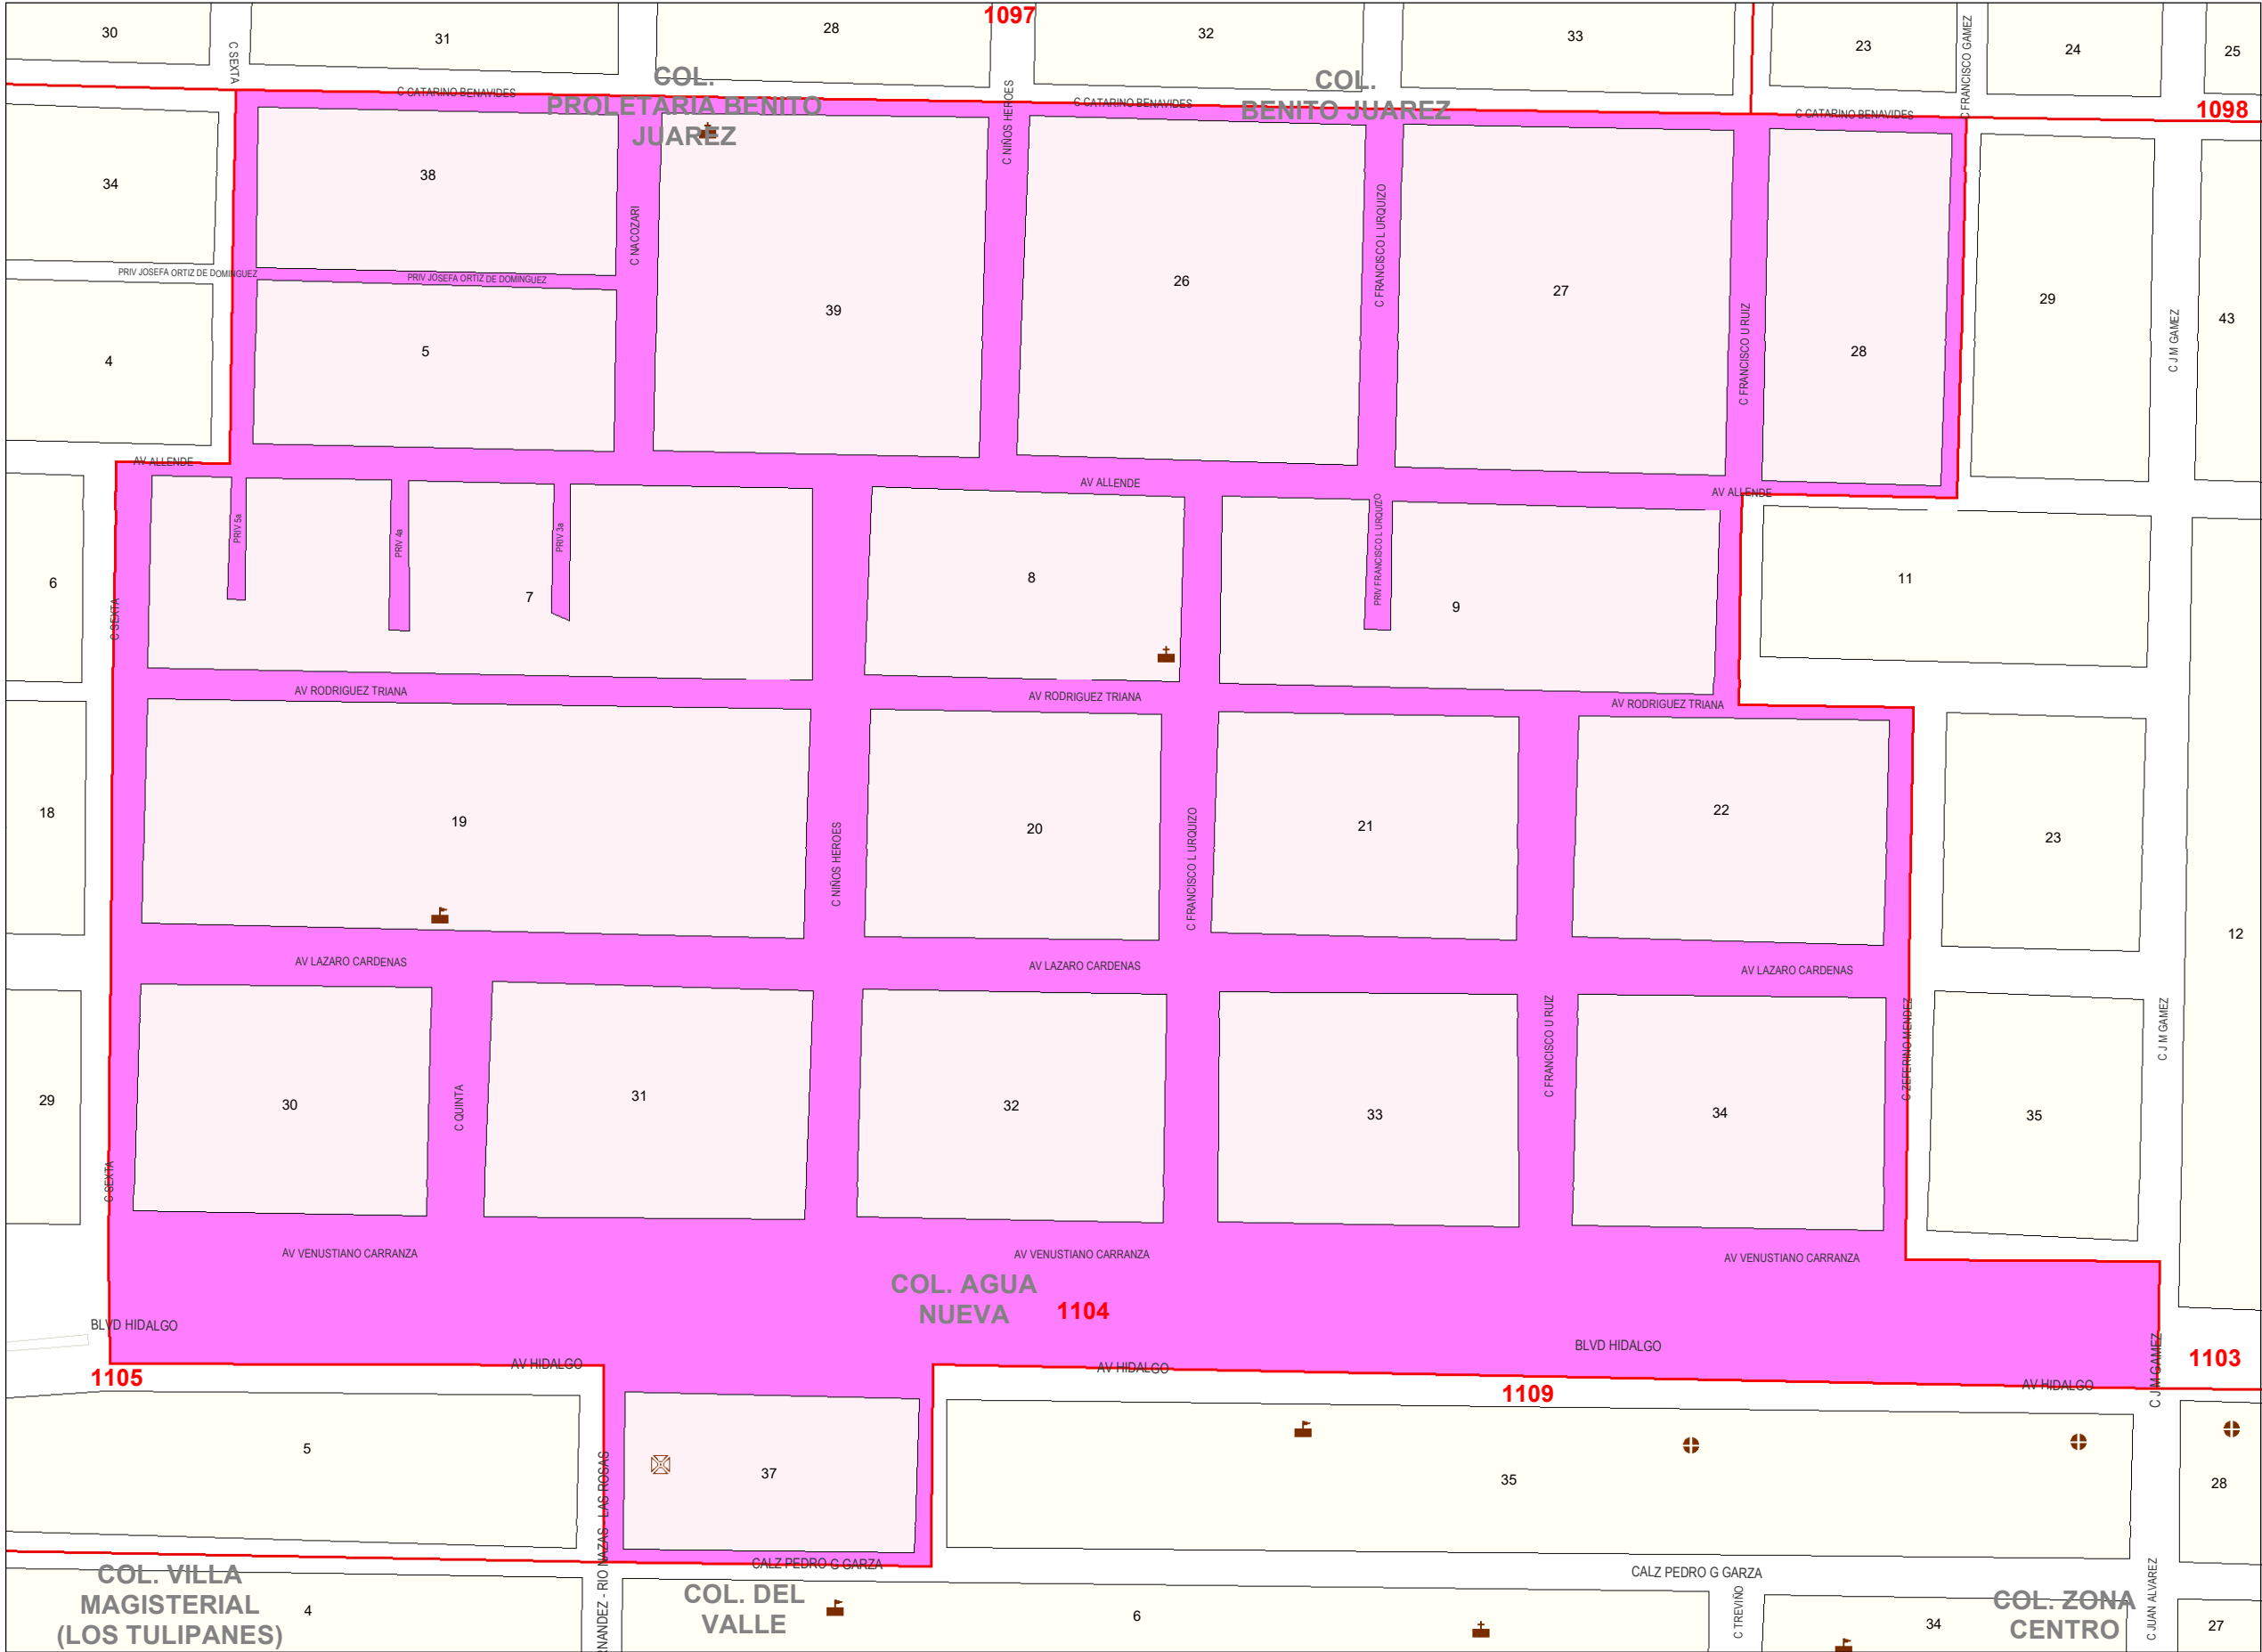 30
31
28
1097
32
33
23
24
25
C SEXTA
C FRANCISCO GAMEZ
COL.
PROLETARIA BENITO
JUAREZ
COL.
BENITO JUAREZ
C CATARINO BENAVIDES
C CATARINO BENAVIDES
C CATARINO BENAVIDES
1098
34
38
C NACOZARI
C NIÑOS HEROES
C FRANCISCO L URQUIZO
PRIV JOSEFA ORTIZ DE DOMINGUEZ
PRIV JOSEFA ORTIZ DE DOMINGUEZ
39
26
27
C FRANCISCO U RUIZ
28
29
C J M GAMEZ
43
4
5
AV ALLENDE
AV ALLENDE
AV ALLENDE
PRIV 5a
PRIV 4a
PRIV 3a
PRIV FRANCISCO L URQUIZO
6
C SEXTA
7
8
9
11
AV RODRIGUEZ TRIANA
AV RODRIGUEZ TRIANA
AV RODRIGUEZ TRIANA
18
19
C NIÑOS HEROES
20
C FRANCISCO L URQUIZO
21
22
23
12
AV LAZARO CARDENAS
AV LAZARO CARDENAS
AV LAZARO CARDENAS
29
30
C QUINTA
31
32
33
C FRANCISCO U RUIZ
34
C ZEFERINO MENDEZ
35
C J M GAMEZ
C SEXTA
AV VENUSTIANO CARRANZA
AV VENUSTIANO CARRANZA
AV VENUSTIANO CARRANZA
COL. AGUA
NUEVA
1104
BLVD HIDALGO
BLVD HIDALGO
C J M GAMEZ
1103
1105
AV HIDALGO
AV HIDALGO
AV HIDALGO
1109
5
37
35
28
NANDEZ - RIO NAZAS - LAS ROSAS
CALZ PEDRO G GARZA
CALZ PEDRO G GARZA
COL. VILLA
MAGISTERIAL
(LOS TULIPANES)
4
COL. DEL
VALLE
6
C TREVIÑO
34
COL. ZONA
CENTRO
C JUAN ALVAREZ
27